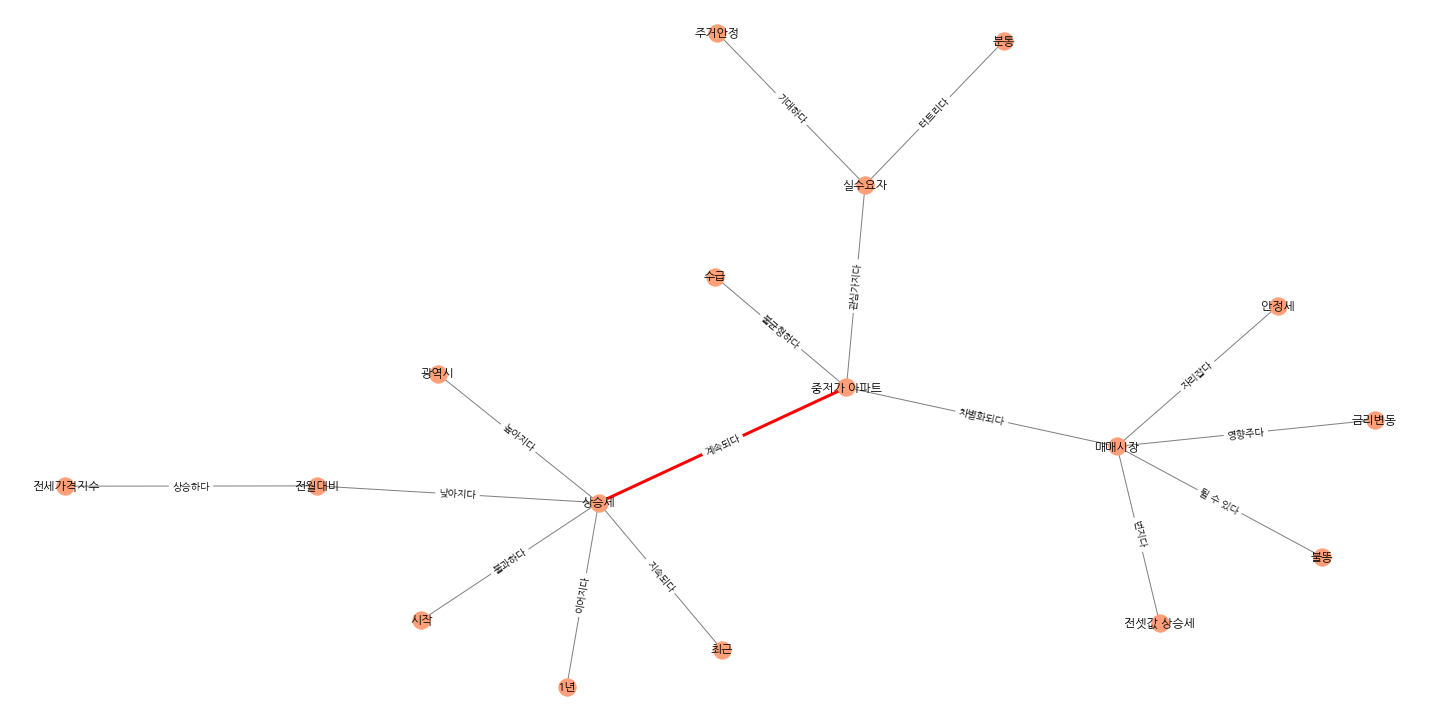 주거안정
분통
기대하다
터트리다
실수요자
수급
관심가지다
안정세
불균형하다
광역시
자리잡다
중저가 아파트
차별화되다
금리변동
높아지다
계속되다
영향주다
매매시장
전세가격지수
상승하다
전월대비
낮아지다
상승세
될 수 있다
번지다
불똥
불과하다
지속되다
이어지다
시작
전셋값 상승세
최근
1년